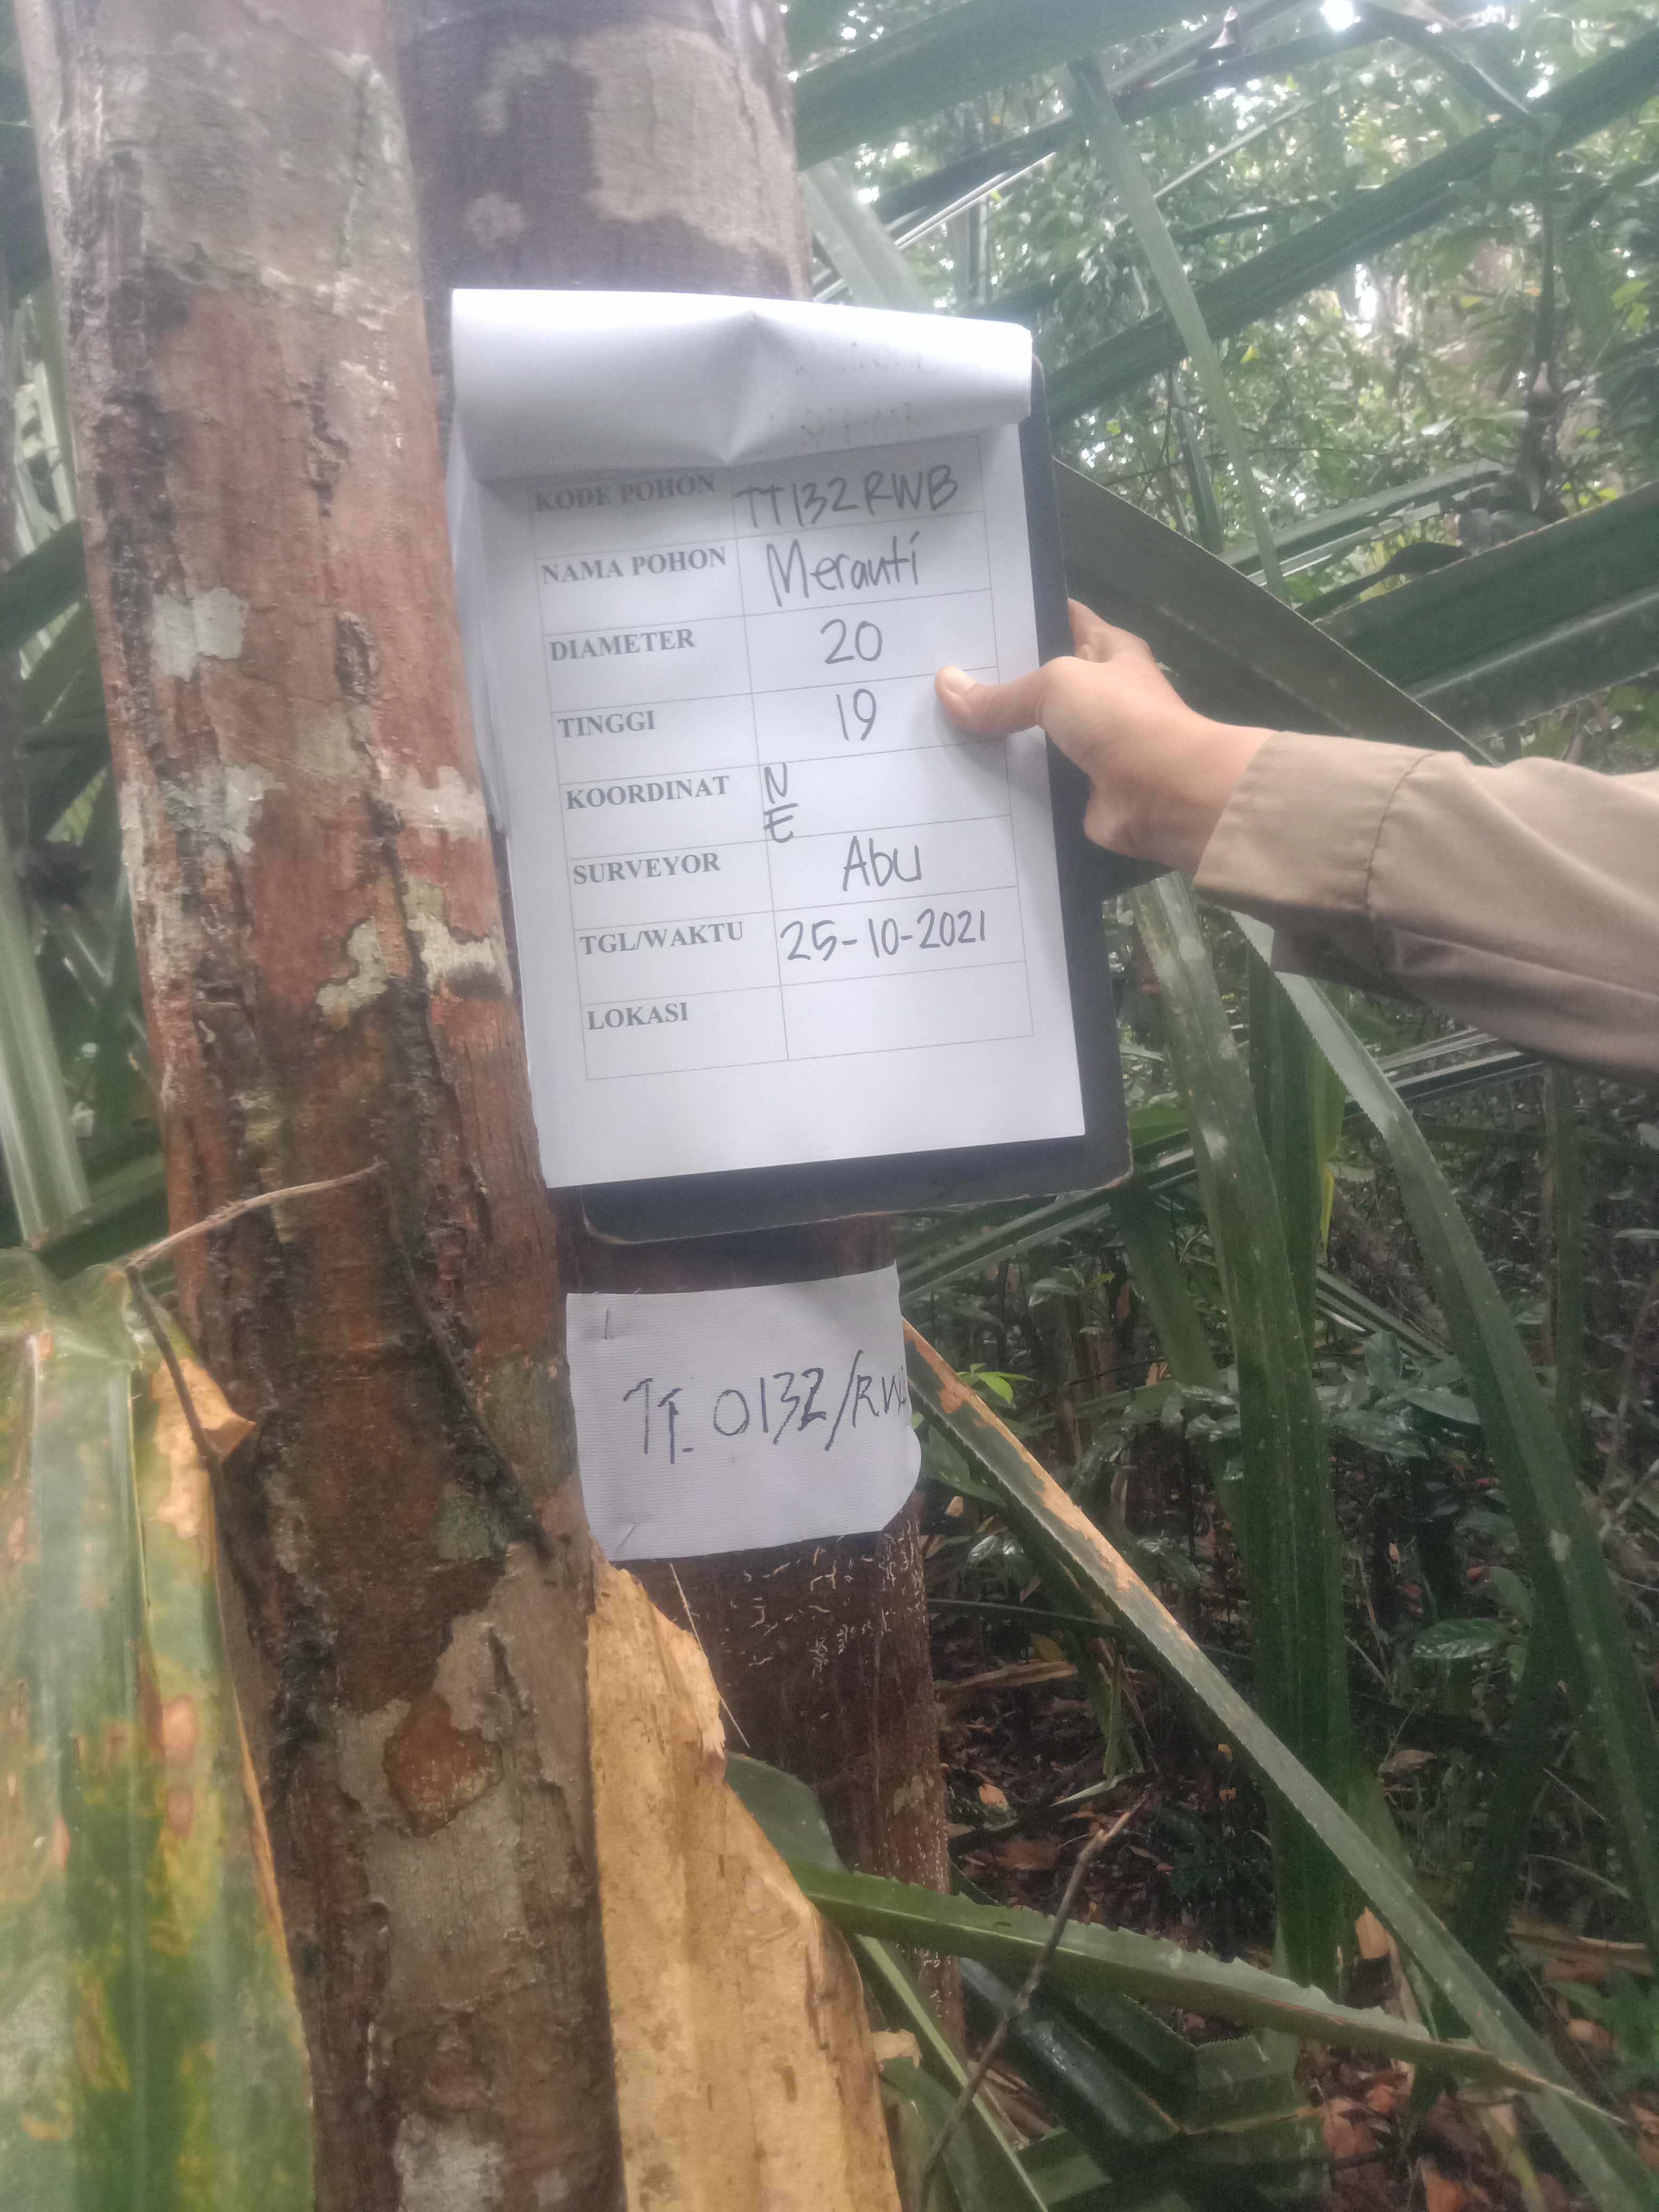 KODE POHON TT132RWB
NAMA POHON Meranti
DIAMETER 20
TINGGI 19
KOORDINAT N
E
SURVEYOR Abu
TGL/WAKTU 25-10-2021
LOKASI
TT. 0132/RW